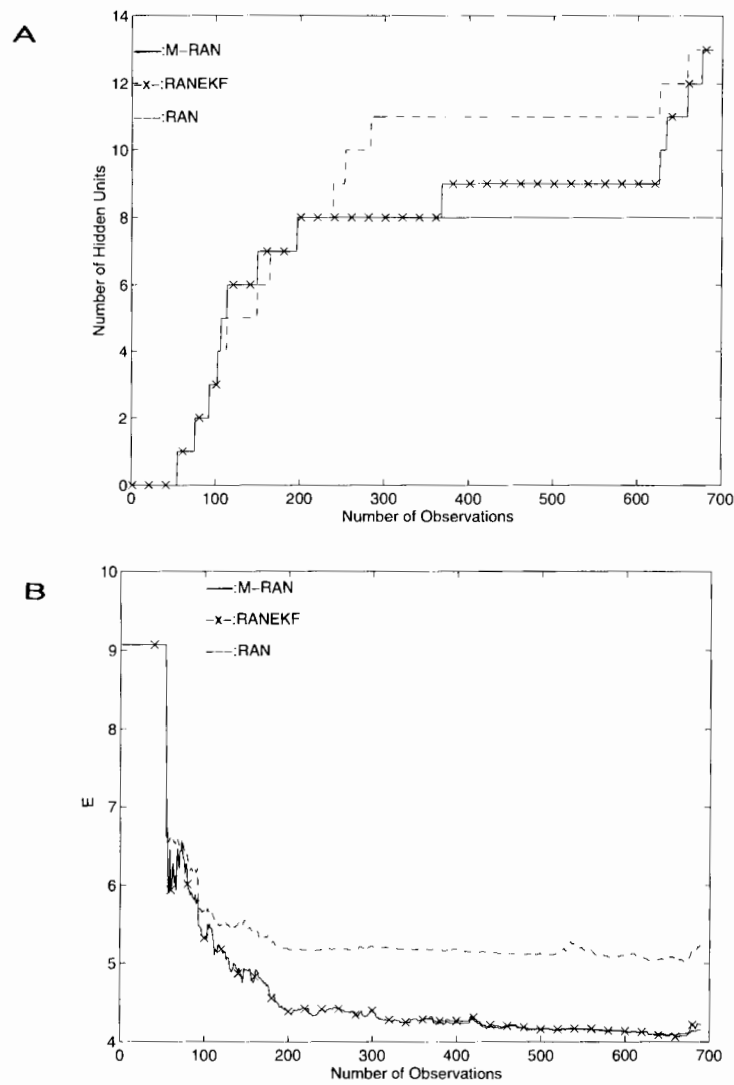 A
14
12
10
8
6
4
2
0
Number of Hidden Units
:M-RAN
-x-:RANEKF
:RAN
0 100 200 300 400 500 600 700
Number of Observations
B
10
9
8
7
6
5
4
E
:M-RAN
-x-:RANEKF
:RAN
0 100 200 300 400 500 600 700
Number of Observations